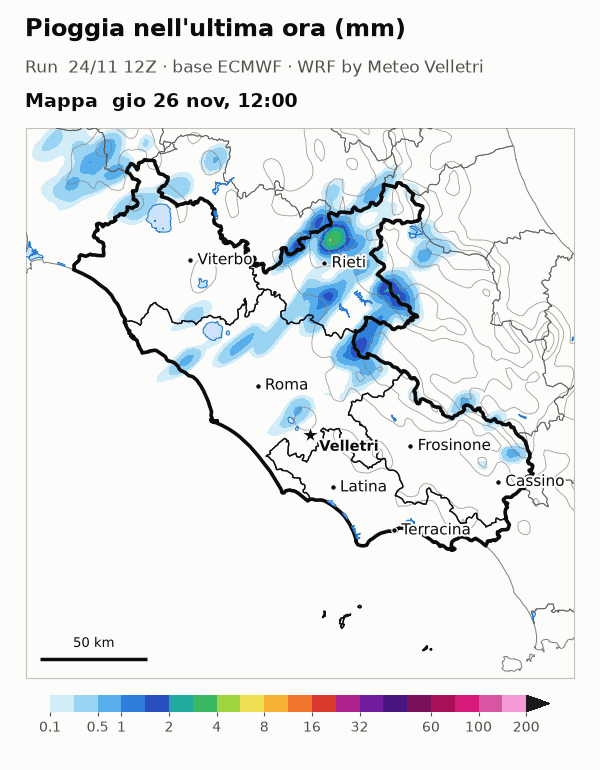 Pioggia nell'ultima ora (mm)
Run  24/11 12Z · base ECMWF · WRF by Meteo Velletri
Mappa  gio 26 nov, 12:00
Viterbo
Rieti
Roma
Velletri
Frosinone
Cassino
Latina
Terracina
50 km
0.1 0.5 1 2 4 8 16 32 60 100 200